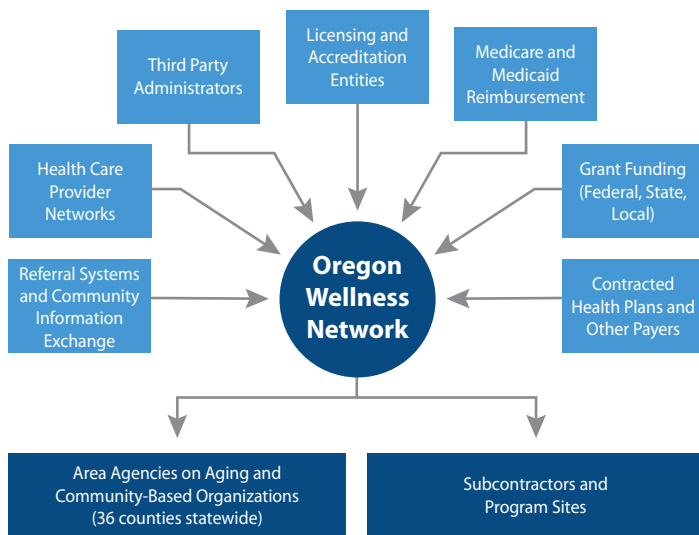 Licensing and
Accreditation
Entities
Third Party
Administrators
Medicare and
Medicaid
Reimbursement
Health Care
Provider
Networks
Grant Funding
(Federal, State,
Local)
Referral Systems
and Community
Information
Exchange
Oregon
Wellness
Network
Contracted
Health Plans and
Other Payers
Area Agencies on Aging and
Community-Based Organizations
(36 counties statewide)
Subcontractors and
Program Sites